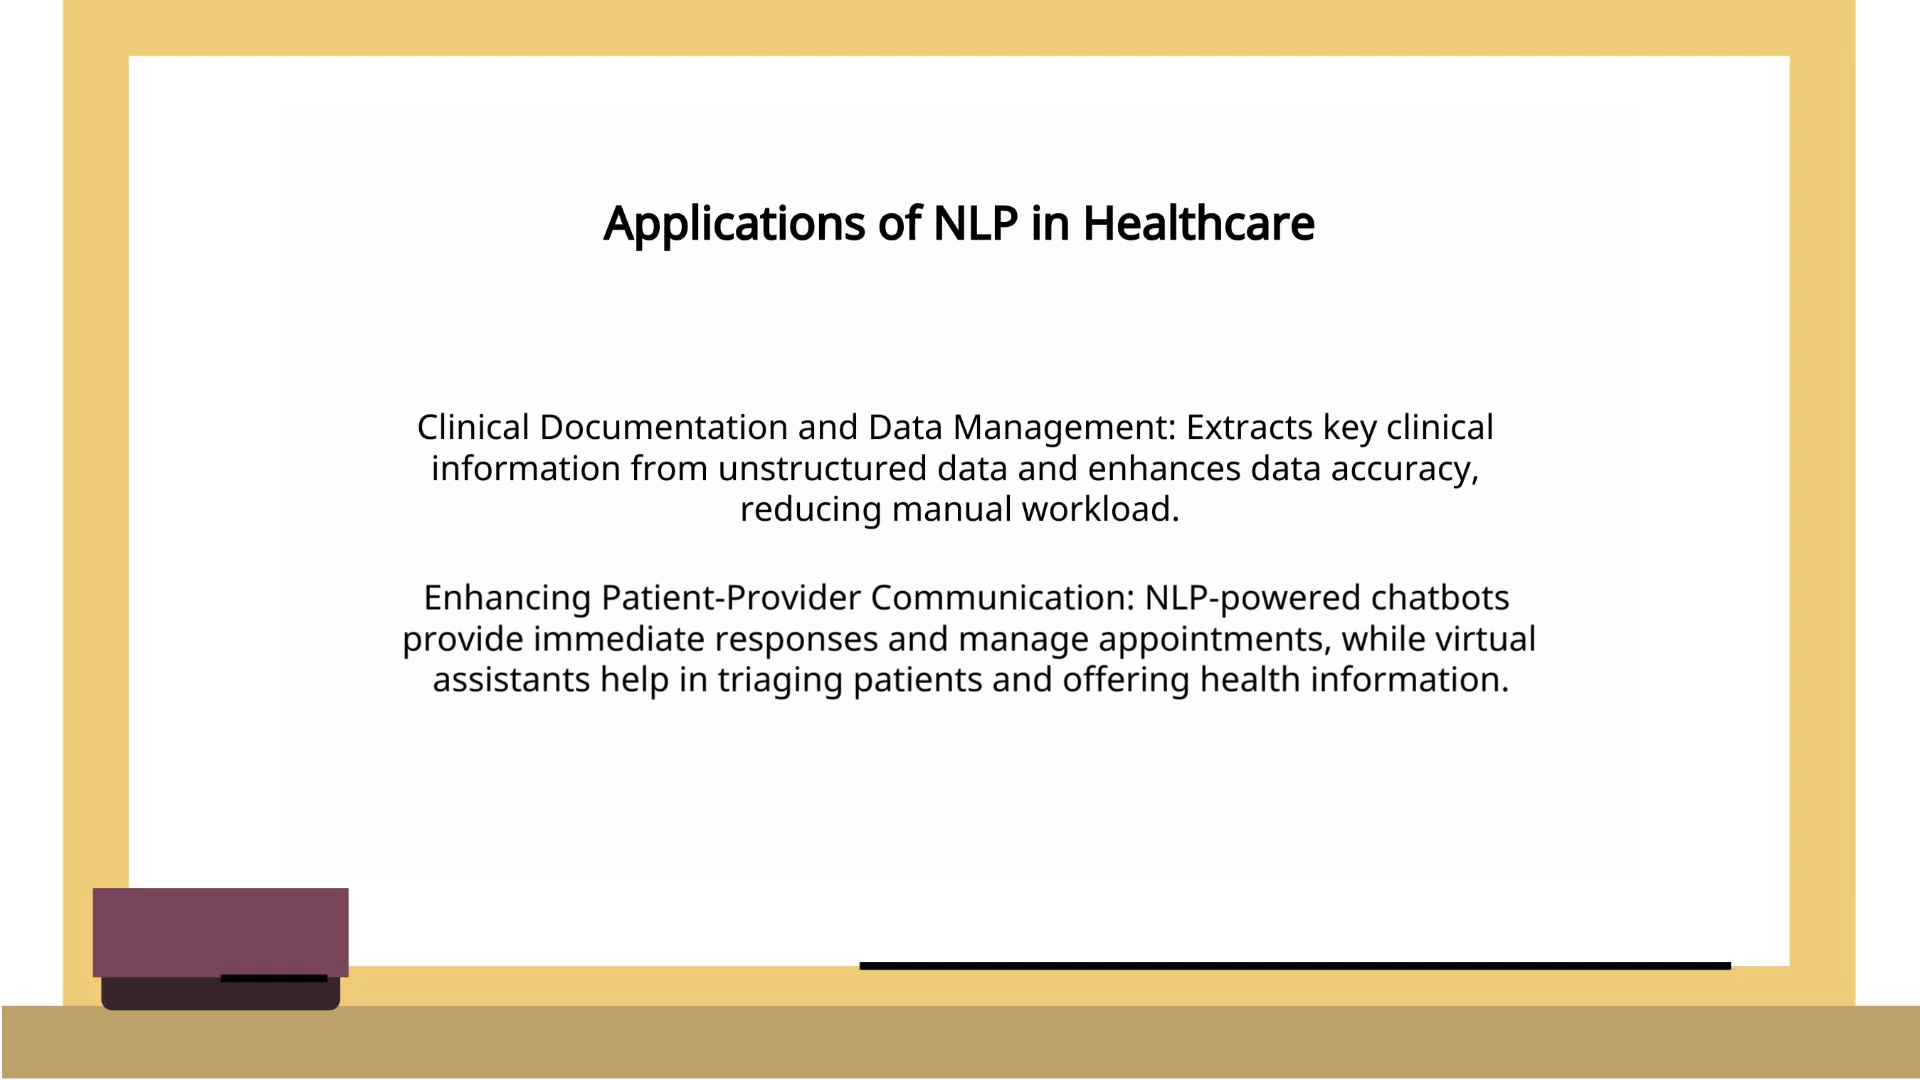 Applications of NLP in Healthcare
Clinical Documentation and Data Management: Extracts key clinical
information from unstructured data and enhances data accuracy,
reducing manual workload.
Enhancing Patient-Provider Communication: NLP-powered chatbots
provide immediate responses and manage appointments, while virtual
assistants help in triaging patients and offering health information.